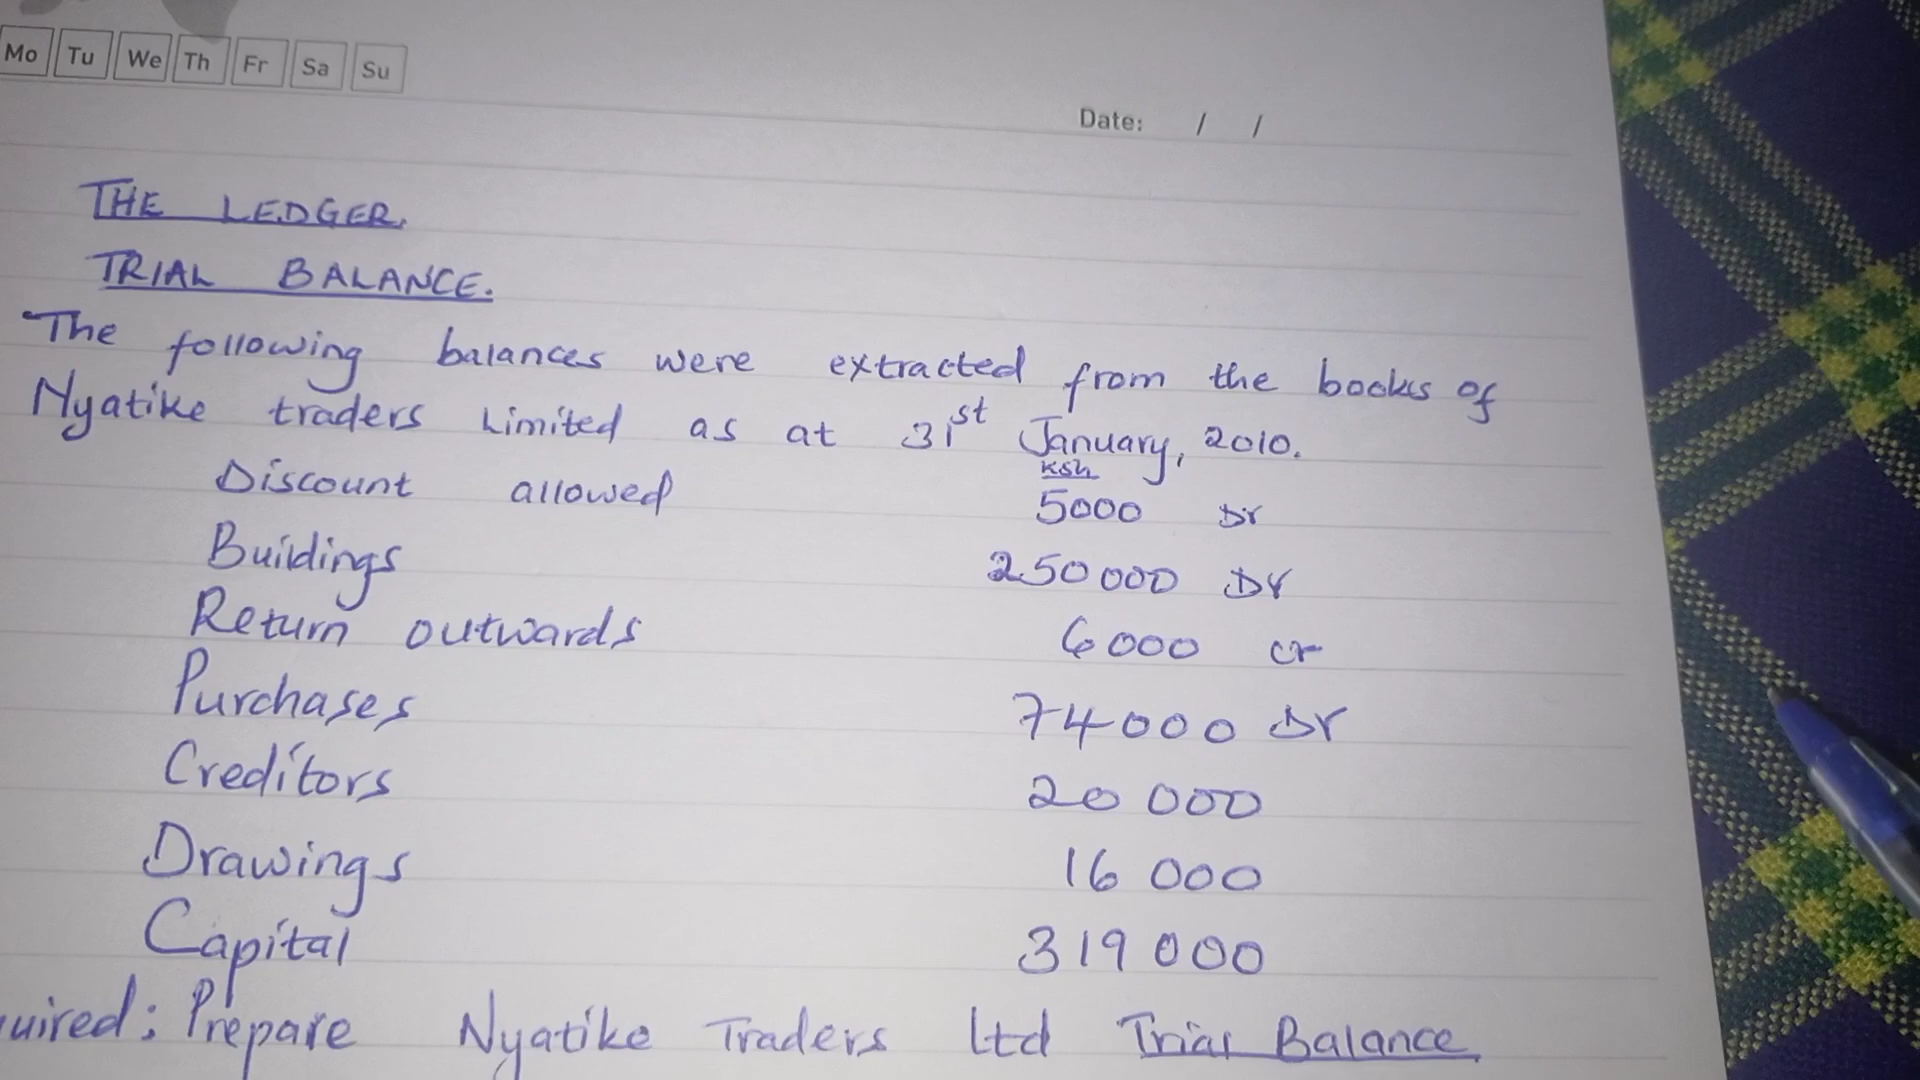 Mo Tu We Th Fr Sa Su
Date: / /
THE LEDGER.
TRIAL BALANCE.
The following balances were extracted from the books of
Nyatike traders Limited as at 31st January, 2010.
Ksh
Discount allowed 5000 Dr
Buildings 250000 Dr
Return outwards 6000 cr
Purchases 74000 Dr
Creditors 20 000
Drawings 16 000
Capital 319 000
uired: Prepare Nyatike Traders Ltd Trial Balance.